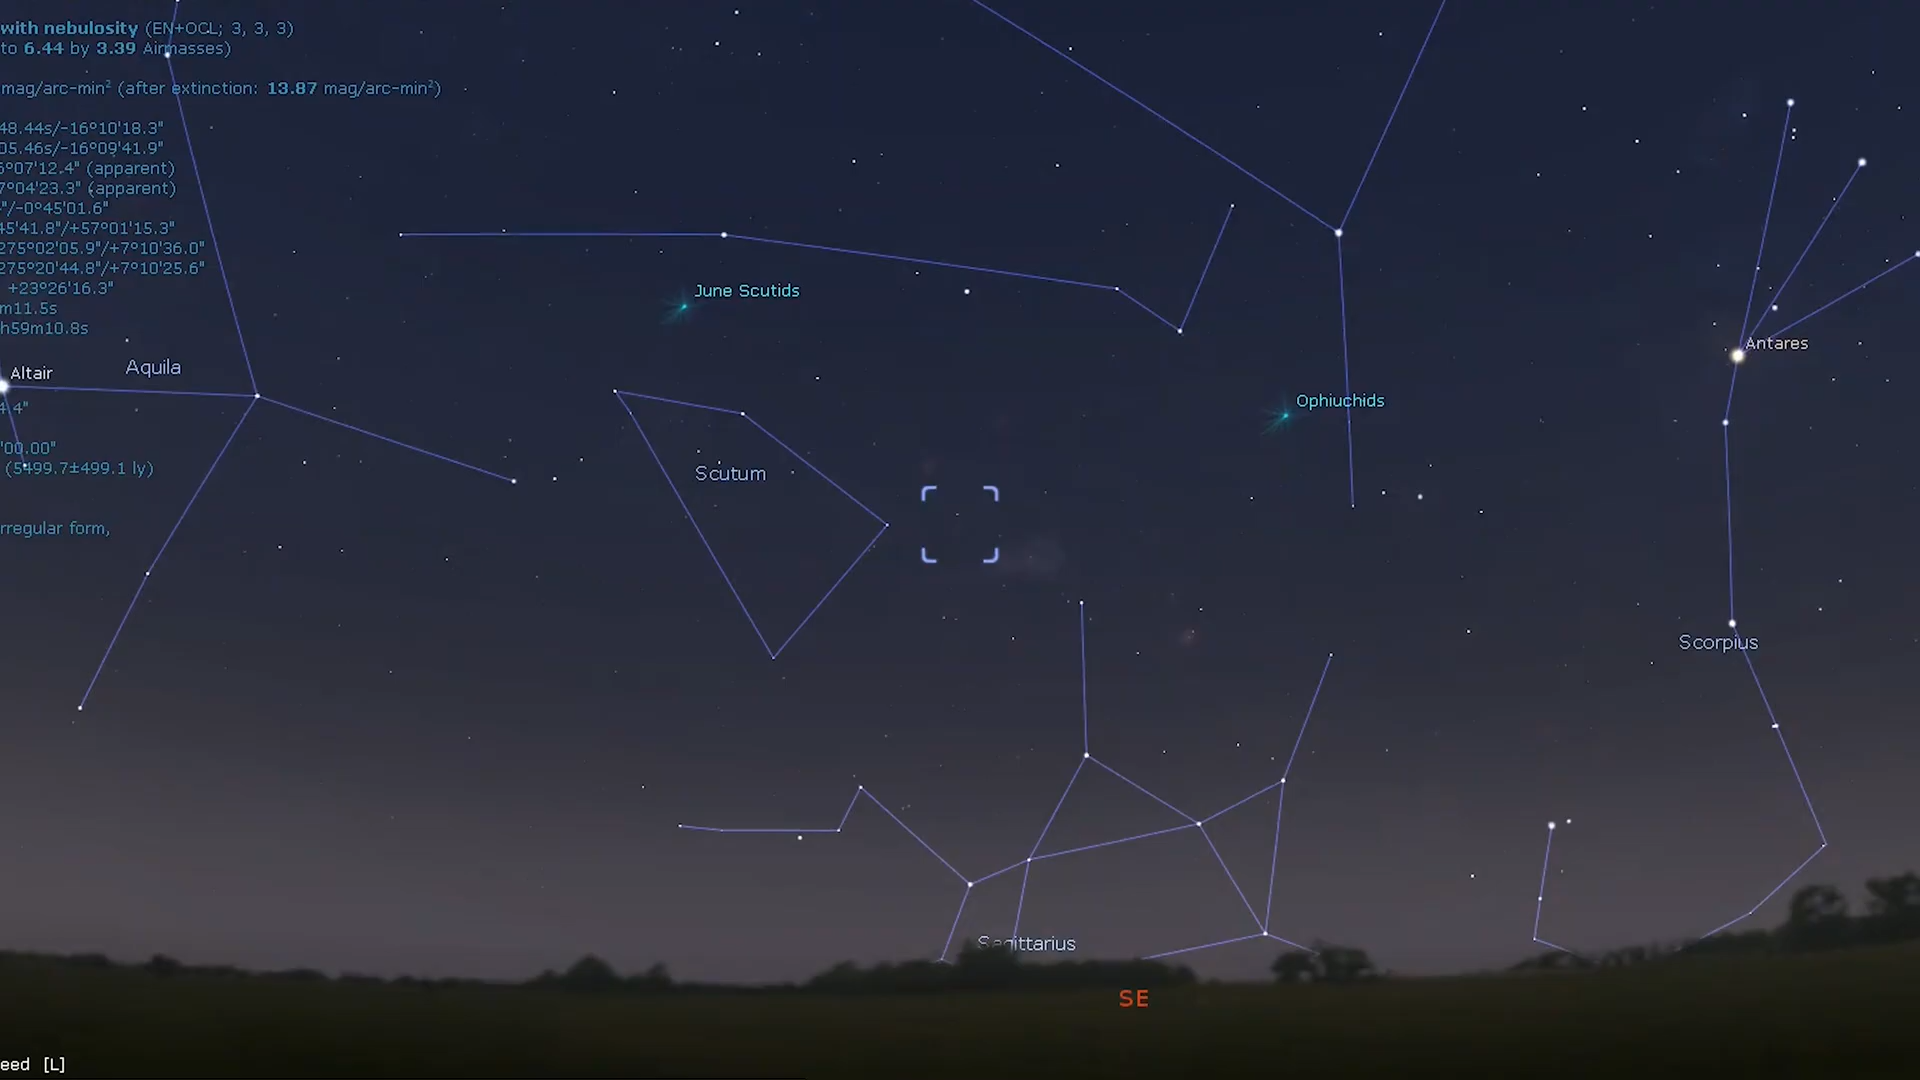 with nebulosity (EN+OCL; 3, 3, 3)
to 6.44 by 3.39 Airmasses)
mag/arc-min² (after extinction: 13.87 mag/arc-min²)
48.44s/-16°10'18.3"
05.46s/-16°09'41.9"
6°07'12.4" (apparent)
7°04'23.3" (apparent)
"/-0°45'01.6"
45'41.8"/+57°01'15.3"
275°02'05.9"/+7°10'36.0"
275°20'44.8"/+7°10'25.6"
+23°26'16.3"
m11.5s
h59m10.8s
4.4"
'00.00"
(5499.7±499.1 ly)
rregular form,
June Scutids
Antares
Aquila
Altair
Ophiuchids
Scutum
Scorpius
Sagittarius
SE
eed [L]